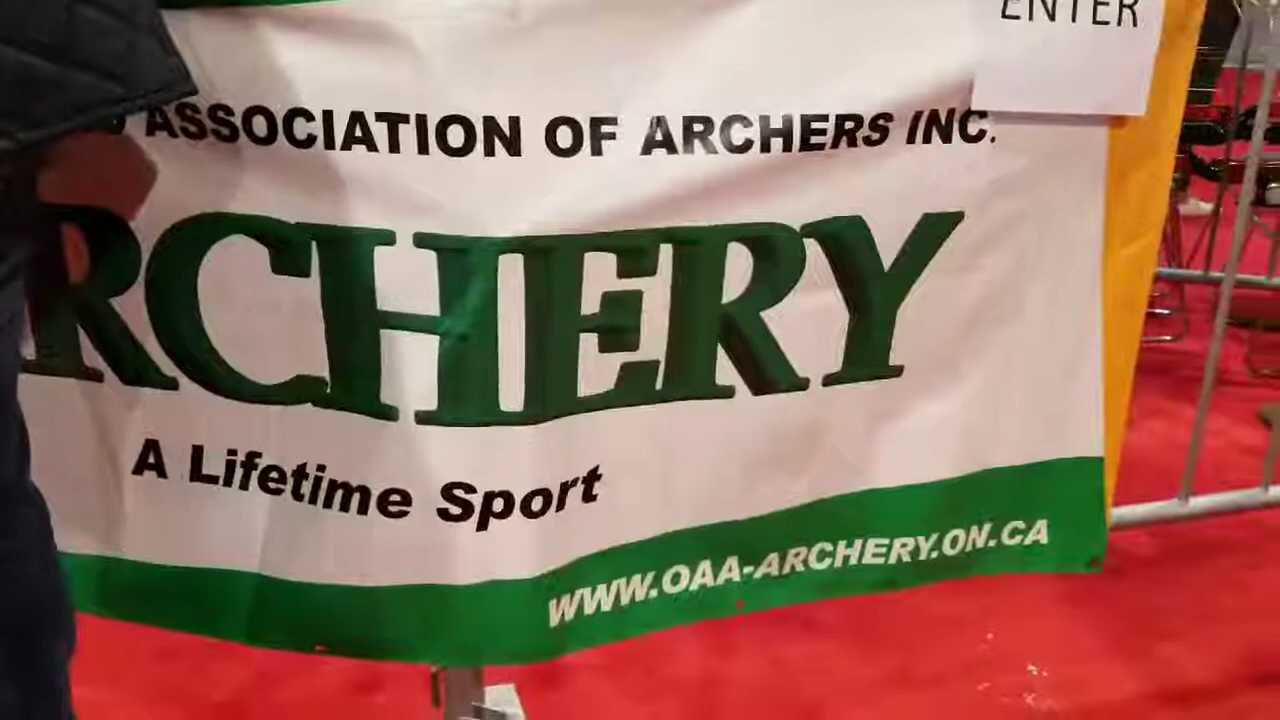 ENTER
ASSOCIATION OF ARCHERS INC.
RCHERY
A Lifetime Sport
WWW.OAA-ARCHERY.ON.CA